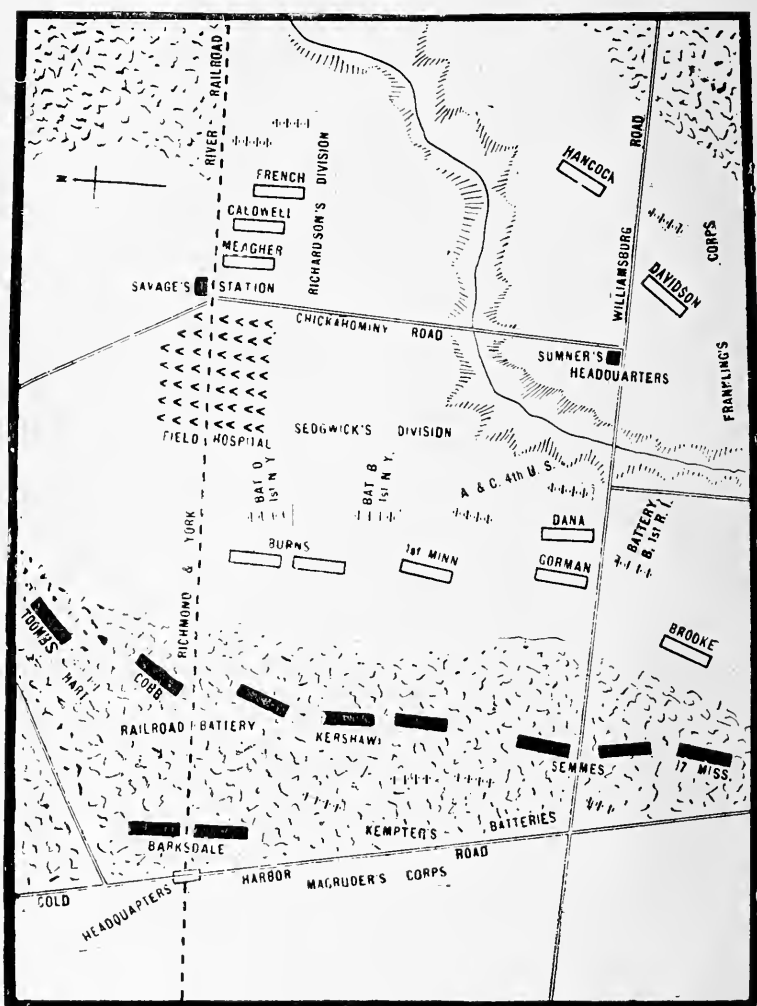 RIVER RAILROAD
N
FRENCH
CALDWELL
MEAGHER
RICHARDSON'S DIVISION
HANCOCK
WILLIAMSBURG ROAD
DAVIDSON
FRANKLING'S CORPS
SAVAGE'S STATION
CHICKAHOMINY ROAD
SUMNER'S
HEADQUARTERS
FIELD HOSPITAL
SEDGWICK'S DIVISION
BAT D
1st N Y
BAT B
1st N.Y.
A & C. 4th U.S.
BATTERY
B, 1st R.I.
BURNS
1st MINN
DANA
GORMAN
BROOKE
RICHMOND & YORK
TOOMBS
HART
COBB
RAILROAD BATTERY
KERSHAW
SEMMES
17 MISS.
BARKSDALE
KEMPTER'S BATTERIES
COLD HARBOR ROAD
HEADQUARTERS
MAGRUDER'S CORPS